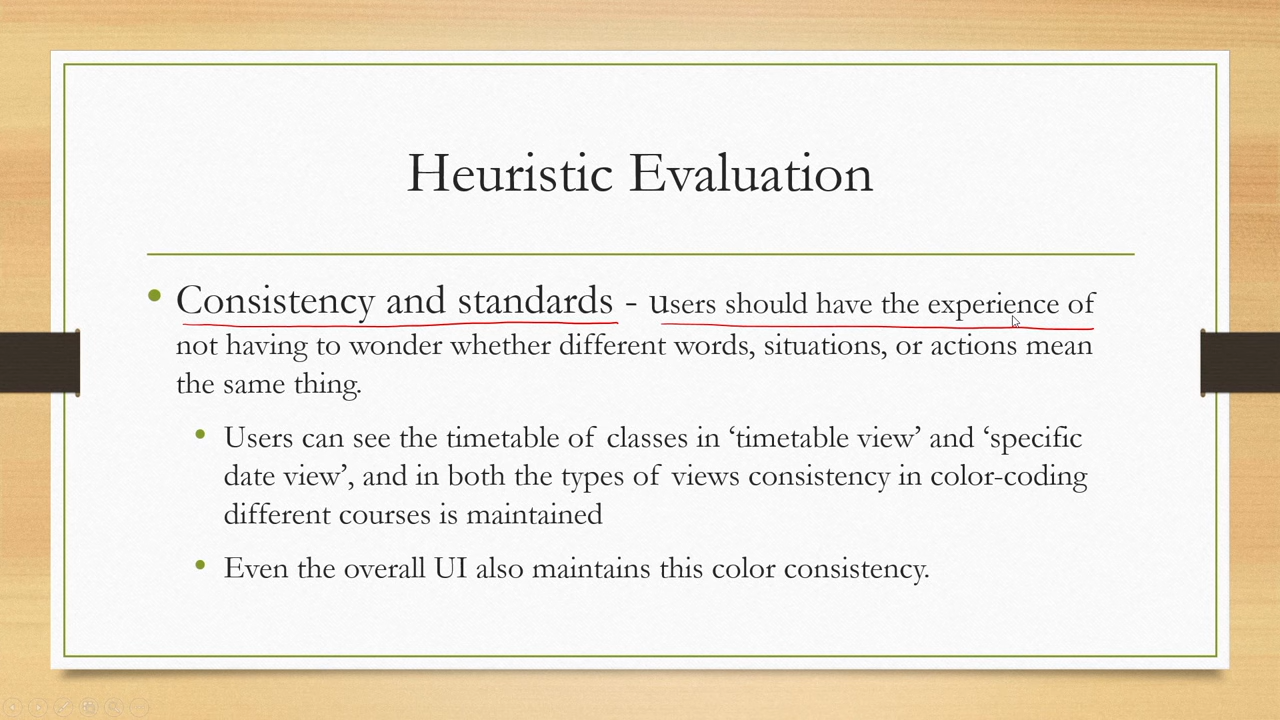 Heuristic Evaluation
Consistency and standards - users should have the experience of
not having to wonder whether different words, situations, or actions mean
the same thing.
Users can see the timetable of classes in ‘timetable view’ and ‘specific
date view’, and in both the types of views consistency in color-coding
different courses is maintained
Even the overall UI also maintains this color consistency.